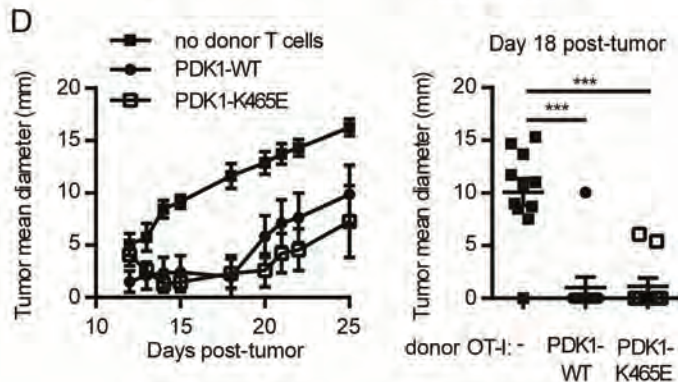 D
no donor T cells
PDK1-WT
PDK1-K465E
Tumor mean diameter (mm)
20
15
10
5
0
10
15
20
25
Days post-tumor
Day 18 post-tumor
***
***
Tumor mean diameter (mm)
20
15
10
5
0
donor OT-I: - PDK1- PDK1-
WT K465E